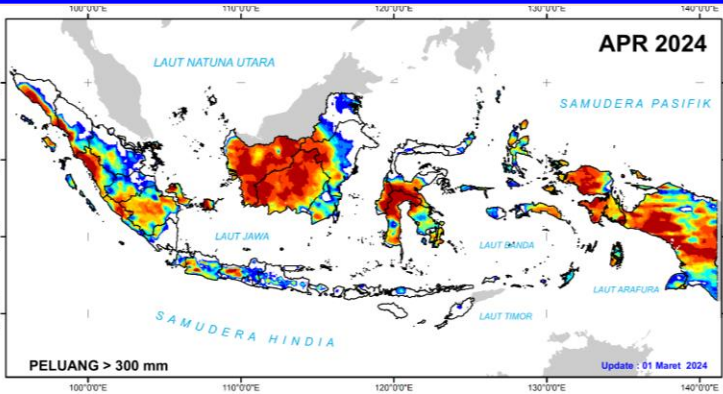 100°0'0"E 110°0'0"E 120°0'0"E 130°0'0"E 140°0'0"E
APR 2024
LAUT NATUNA UTARA
SAMUDERA PASIFIK
LAUT JAWA
LAUT BANDA
LAUT ARAFURA
SAMUDERA HINDIA
LAUT TIMOR
PELUANG > 300 mm
Update : 01 Maret 2024
100°0'0"E 110°0'0"E 120°0'0"E 130°0'0"E 140°0'0"E